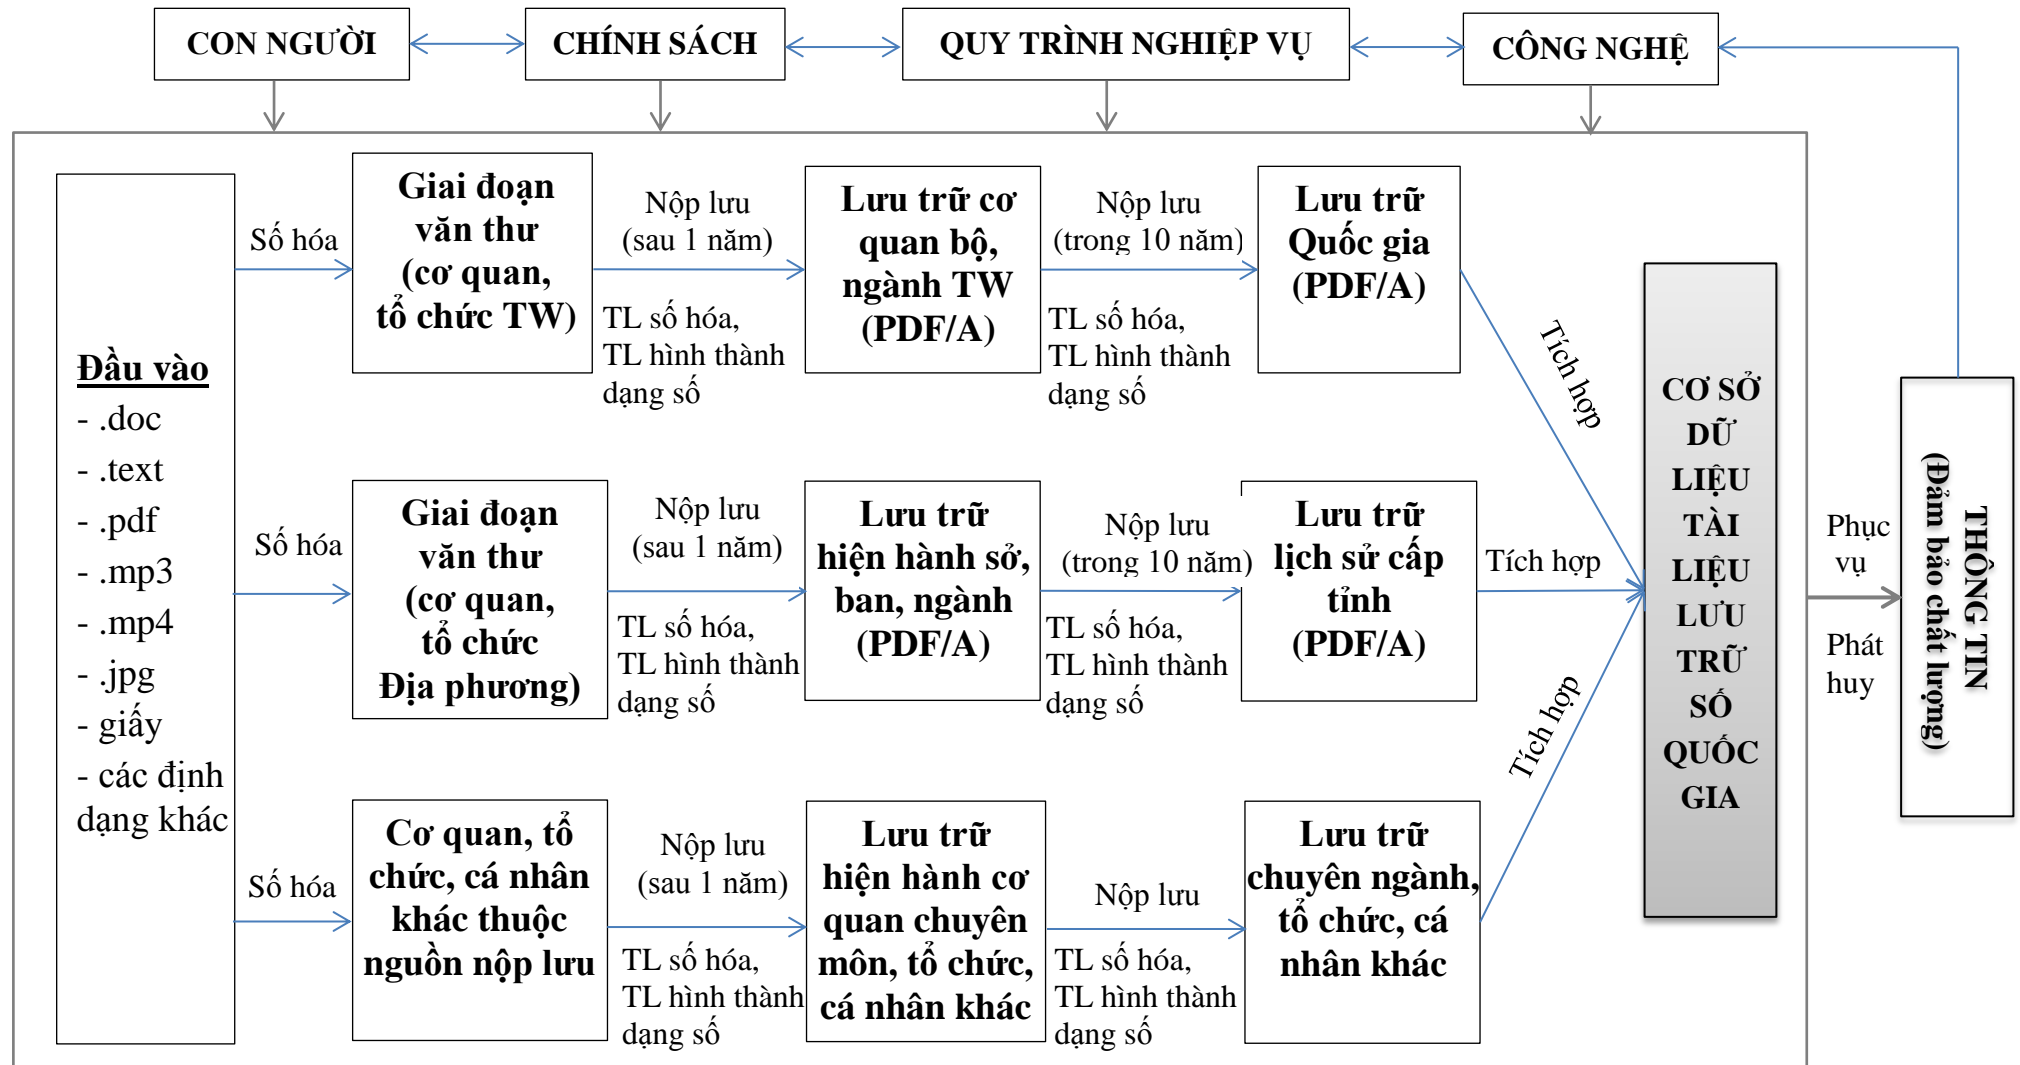 CON NGƯỜI
CHÍNH SÁCH
QUY TRÌNH NGHIỆP VỤ
CÔNG NGHỆ
Đầu vào
- .doc
- .text
- .pdf
- .mp3
- .mp4
- .jpg
- giấy
- các định
dạng khác
Số hóa
Giai đoạn
văn thư
(cơ quan,
tổ chức TW)
Nộp lưu
(sau 1 năm)
TL số hóa,
TL hình thành
dạng số
Lưu trữ cơ
quan bộ,
ngành TW
(PDF/A)
Nộp lưu
(trong 10 năm)
TL số hóa,
TL hình thành
dạng số
Lưu trữ
Quốc gia
(PDF/A)
Tích hợp
Số hóa
Giai đoạn
văn thư
(cơ quan,
tổ chức
Địa phương)
Nộp lưu
(sau 1 năm)
TL số hóa,
TL hình thành
dạng số
Lưu trữ
hiện hành sở,
ban, ngành
(PDF/A)
Nộp lưu
(trong 10 năm)
TL số hóa,
TL hình thành
dạng số
Lưu trữ
lịch sử cấp
tỉnh
(PDF/A)
Tích hợp
Số hóa
Cơ quan, tổ
chức, cá nhân
khác thuộc
nguồn nộp lưu
Nộp lưu
(sau 1 năm)
TL số hóa,
TL hình thành
dạng số
Lưu trữ
hiện hành cơ
quan chuyên
môn, tổ chức,
cá nhân khác
Nộp lưu
TL số hóa,
TL hình thành
dạng số
Lưu trữ
chuyên ngành,
tổ chức, cá
nhân khác
Tích hợp
CƠ SỞ
DỮ
LIỆU
TÀI
LIỆU
LƯU
TRỮ
SỐ
QUỐC
GIA
Phục
vụ
Phát
huy
THÔNG TIN
(Đảm bảo chất lượng)